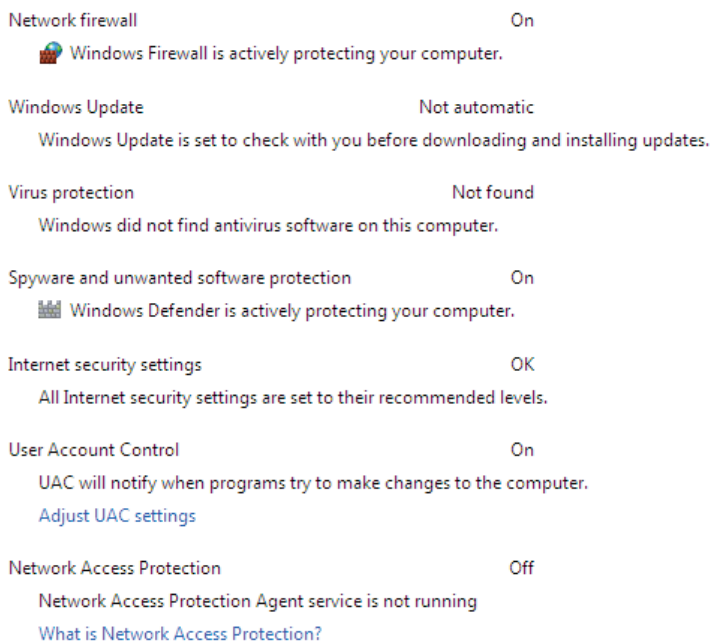 Network firewall On
Windows Firewall is actively protecting your computer.
Windows Update Not automatic
Windows Update is set to check with you before downloading and installing updates.
Virus protection Not found
Windows did not find antivirus software on this computer.
Spyware and unwanted software protection On
Windows Defender is actively protecting your computer.
Internet security settings OK
All Internet security settings are set to their recommended levels.
User Account Control On
UAC will notify when programs try to make changes to the computer.
Adjust UAC settings
Network Access Protection Off
Network Access Protection Agent service is not running
What is Network Access Protection?